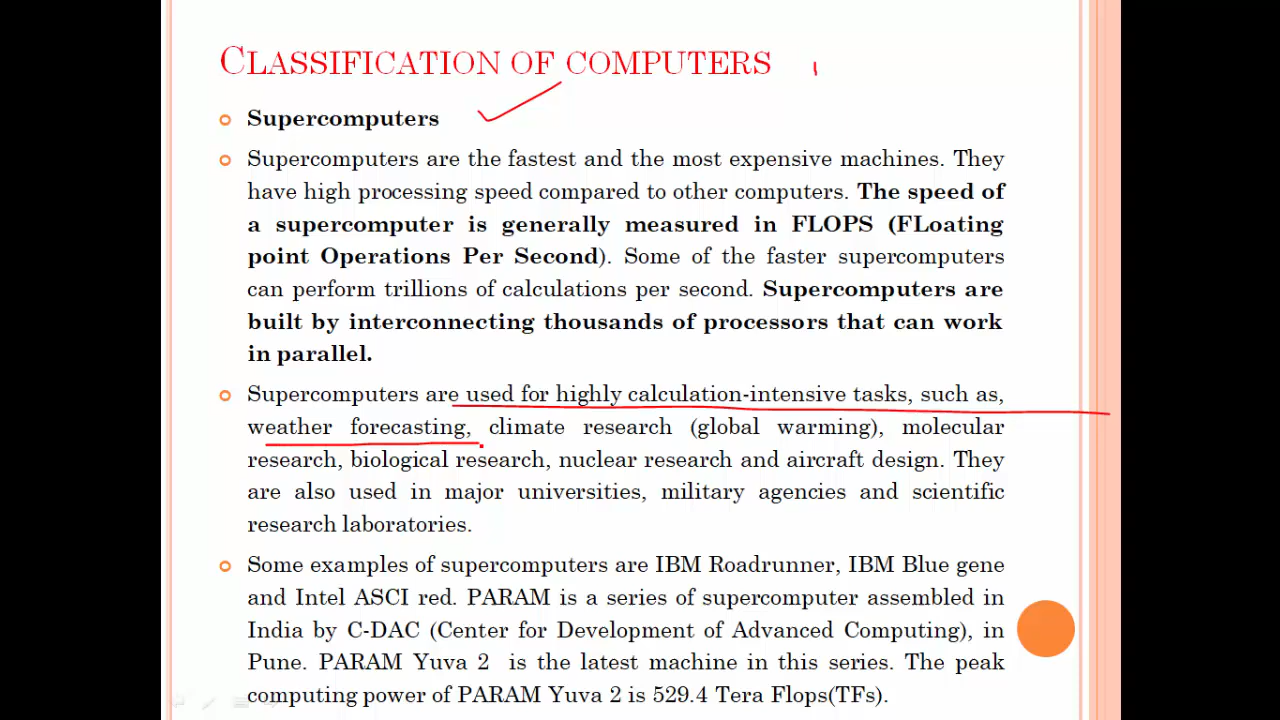 CLASSIFICATION OF COMPUTERS
Supercomputers
Supercomputers are the fastest and the most expensive machines. They
have high processing speed compared to other computers. The speed of
a supercomputer is generally measured in FLOPS (FLoating
point Operations Per Second). Some of the faster supercomputers
can perform trillions of calculations per second. Supercomputers are
built by interconnecting thousands of processors that can work
in parallel.
Supercomputers are used for highly calculation-intensive tasks, such as,
weather forecasting, climate research (global warming), molecular
research, biological research, nuclear research and aircraft design. They
are also used in major universities, military agencies and scientific
research laboratories.
Some examples of supercomputers are IBM Roadrunner, IBM Blue gene
and Intel ASCI red. PARAM is a series of supercomputer assembled in
India by C-DAC (Center for Development of Advanced Computing), in
Pune. PARAM Yuva 2 is the latest machine in this series. The peak
computing power of PARAM Yuva 2 is 529.4 Tera Flops(TFs).